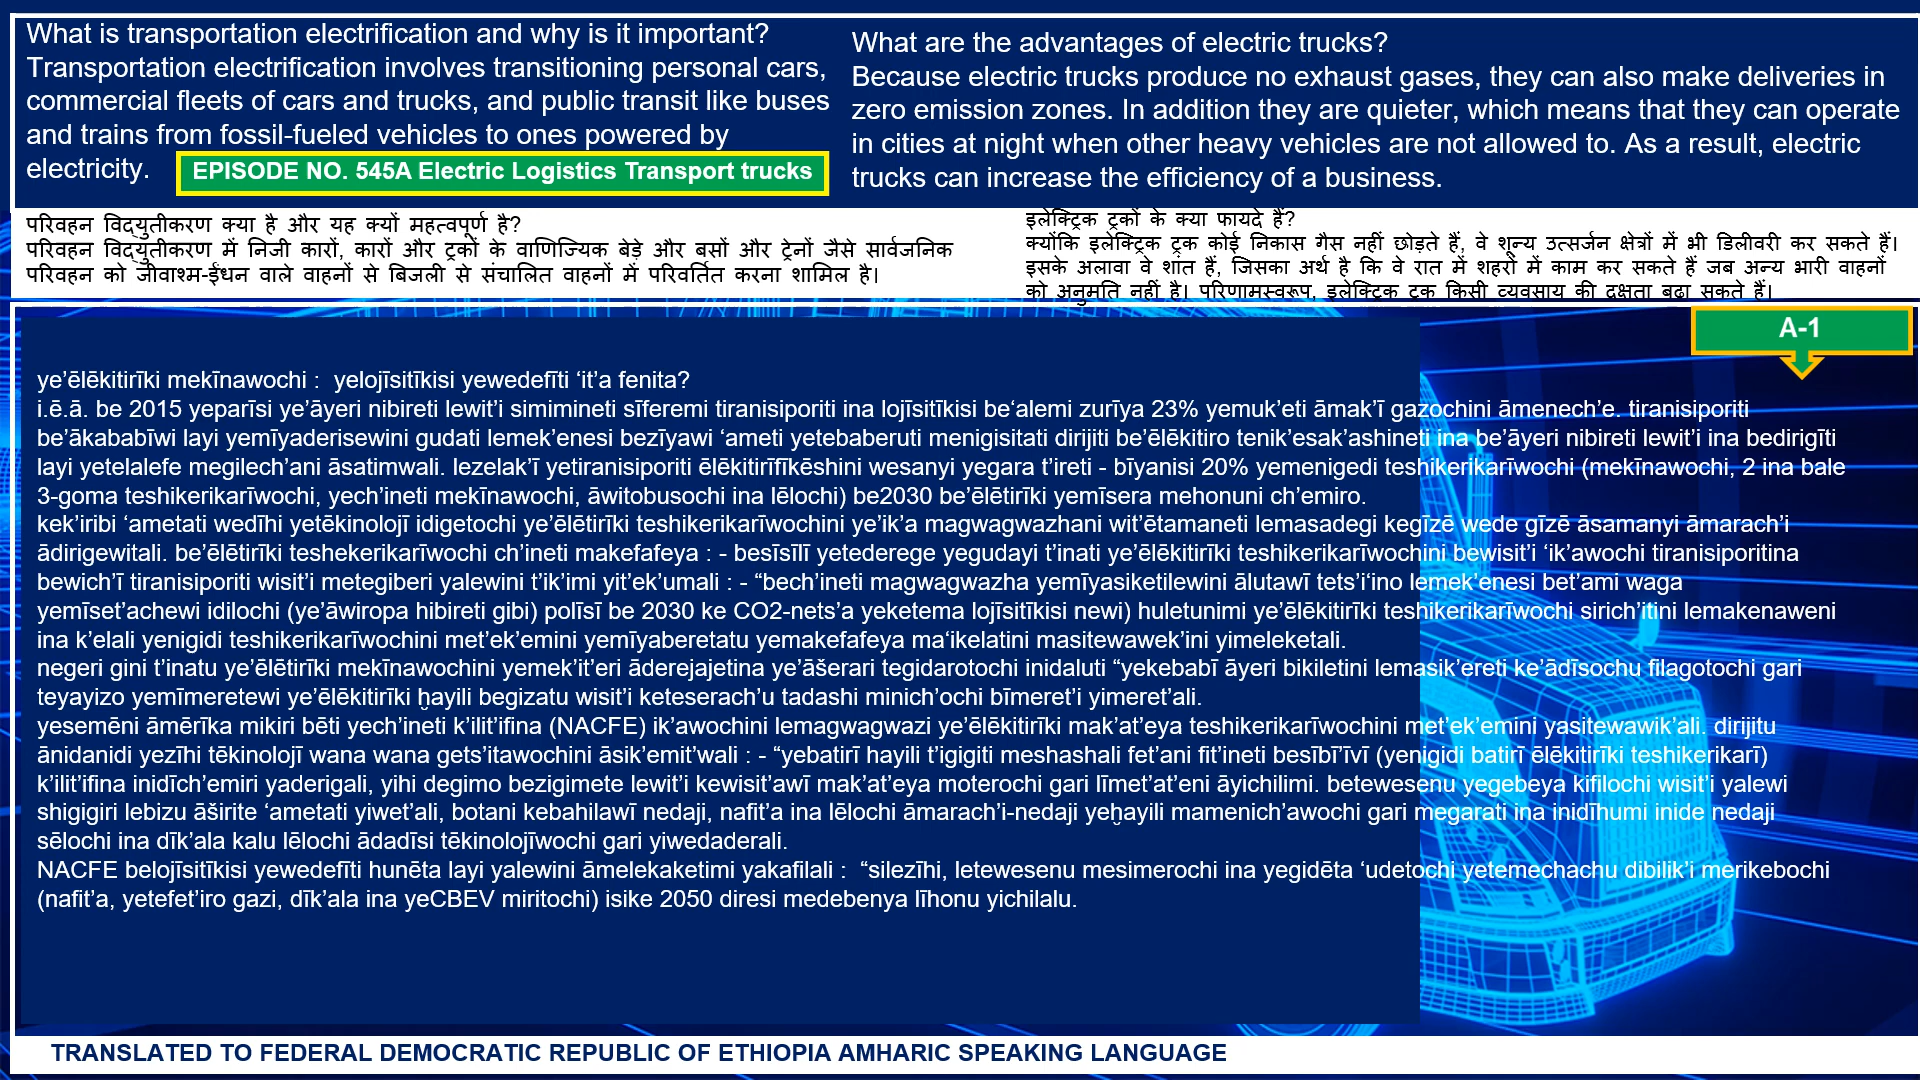 What is transportation electrification and why is it important?
Transportation electrification involves transitioning personal cars,
commercial fleets of cars and trucks, and public transit like buses
and trains from fossil-fueled vehicles to ones powered by
electricity.
EPISODE NO. 545A Electric Logistics Transport trucks
What are the advantages of electric trucks?
Because electric trucks produce no exhaust gases, they can also make deliveries in
zero emission zones. In addition they are quieter, which means that they can operate
in cities at night when other heavy vehicles are not allowed to. As a result, electric
trucks can increase the efficiency of a business.
परिवहन विद्युतीकरण क्या है और यह क्यों महत्वपूर्ण है?
परिवहन विद्युतीकरण में निजी कारों, कारों और ट्रकों के वाणिज्यिक बेड़े और बसों और ट्रेनों जैसे सार्वजनिक
परिवहन को जीवाश्म-ईंधन वाले वाहनों से बिजली से संचालित वाहनों में परिवर्तित करना शामिल है।
इलेक्ट्रिक ट्रकों के क्या फायदे हैं?
क्योंकि इलेक्ट्रिक ट्रक कोई निकास गैस नहीं छोड़ते हैं, वे शून्य उत्सर्जन क्षेत्रों में भी डिलीवरी कर सकते हैं।
इसके अलावा वे शांत हैं, जिसका अर्थ है कि वे रात में शहरों में काम कर सकते हैं जब अन्य भारी वाहनों
को अनुमति नहीं है। परिणामस्वरूप, इलेक्ट्रिक ट्रक किसी व्यवसाय की दक्षता बढ़ा सकते हैं।
A-1
ye’ēlēkitirīki mekīnawochi :  yelojīsitīkisi yewedefīti ‘it’a fenita?
i.ē.ā. be 2015 yeparīsi ye’āyeri nibireti lewit’i simimineti sīferemi tiranisiporiti ina lojīsitīkisi be‘alemi zurīya 23% yemuk’eti āmak’ī gazochini āmenech’e. tiranisiporiti
be’ākababīwi layi yemīyaderisewini gudati lemek’enesi bezīyawi ‘ameti yetebaberuti menigisitati dirijiti be’ēlēkitiro tenik’esak’ashineti ina be’āyeri nibireti lewit’i ina bedirigīti
layi yetelalefe megilech’ani āsatimwali. lezelak’ī yetiranisiporiti ēlēkitirīfīkēshini wesanyi yegara t’ireti - bīyanisi 20% yemenigedi teshikerikarīwochi (mekīnawochi, 2 ina bale
3-goma teshikerikarīwochi, yech’ineti mekīnawochi, āwitobusochi ina lēlochi) be2030 be’ēlētirīki yemīsera mehonuni ch’emiro.
kek’iribi ‘ametati wedīhi yetēkinolojī idigetochi ye’ēlētirīki teshikerikarīwochini ye’ik’a magwagwazhani wit’ētamaneti lemasadegi kegīzē wede gīzē āsamanyi āmarach’i
ādirigewitali. be’ēlētirīki teshekerikarīwochi ch’ineti makefafeya : - besīsīlī yetederege yegudayi t’inati ye’ēlēkitirīki teshikerikarīwochini bewisit’i ‘ik’awochi tiranisiporitina
bewich’ī tiranisiporiti wisit’i metegiberi yalewini t’ik’imi yit’ek’umali : - “bech’ineti magwagwazha yemīyasiketilewini ālutawī tets’i‘ino lemek’enesi bet’ami waga
yemīset’achewi idilochi (ye’āwiropa hibireti gibi) polīsī be 2030 ke CO2-nets’a yeketema lojīsitīkisi newi) huletunimi ye’ēlēkitirīki teshikerikarīwochi sirich’itini lemakenaweni
ina k’elali yenigidi teshikerikarīwochini met’ek’emini yemīyaberetatu yemakefafeya ma‘ikelatini masitewawek’ini yimeleketali.
negeri gini t’inatu ye’ēlētirīki mekīnawochini yemek’it’eri āderejajetina ye’āšerari tegidarotochi inidaluti “yekebabī āyeri bikiletini lemasik’ereti ke’ādīsochu filagotochi gari
teyayizo yemīmeretewi ye’ēlēkitirīki ḫayili begizatu wisit’i keteserach’u tadashi minich’ochi bīmeret’i yimeret’ali.
yesemēni āmērīka mikiri bēti yech’ineti k’ilit’ifina (NACFE) ik’awochini lemagwagwazi ye’ēlēkitirīki mak’at’eya teshikerikarīwochini met’ek’emini yasitewawik’ali. dirijitu
ānidanidi yezīhi tēkinolojī wana wana gets’itawochini āsik’emit’wali : - “yebatirī hayili t’igigiti meshashali fet’ani fit’ineti besībī’īvī (yenigidi batirī ēlēkitirīki teshikerikarī)
k’ilit’ifina inidīch’emiri yaderigali, yihi degimo bezigimete lewit’i kewisit’awī mak’at’eya moterochi gari līmet’at’eni āyichilimi. betewesenu yegebeya kifilochi wisit’i yalewi
shigigiri lebizu āširite ‘ametati yiwet’ali, botani kebahilawī nedaji, nafit’a ina lēlochi āmarach’i-nedaji yeḫayili mamenich’awochi gari megarati ina inidīhumi inide nedaji
sēlochi ina dīk’ala kalu lēlochi ādadīsi tēkinolojīwochi gari yiwedaderali.
NACFE belojīsitīkisi yewedefīti hunēta layi yalewini āmelekaketimi yakafilali :  “silezīhi, letewesenu mesimerochi ina yegidēta ‘udetochi yetemechachu dibilik’i merikebochi
(nafit’a, yetefet’iro gazi, dīk’ala ina yeCBEV miritochi) isike 2050 diresi medebenya līhonu yichilalu.
TRANSLATED TO FEDERAL DEMOCRATIC REPUBLIC OF ETHIOPIA AMHARIC SPEAKING LANGUAGE